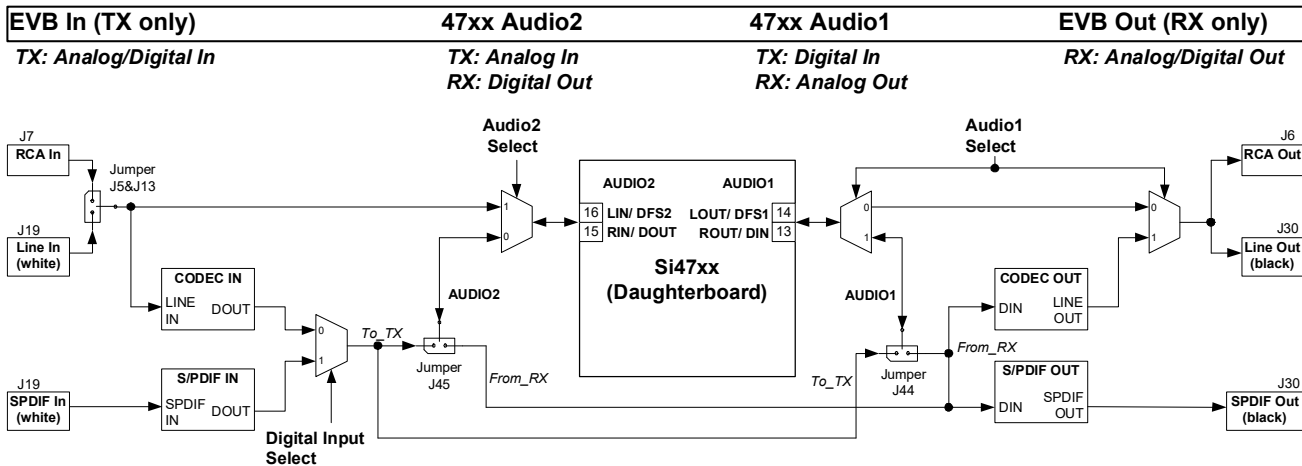 EVB In (TX only)
47xx Audio2
47xx Audio1
EVB Out (RX only)
TX: Analog/Digital In
TX: Analog In
RX: Digital Out
TX: Digital In
RX: Analog Out
RX: Analog/Digital Out
J7
RCA In
Jumper
J5&J13
J19
Line In
(white)
Audio2
Select
1
0
AUDIO2
AUDIO1
16
LIN/ DFS2
LOUT/ DFS1
14
15
RIN/ DOUT
ROUT/ DIN
13
Si47xx
(Daughterboard)
Audio1
Select
0
1
0
1
J6
RCA Out
J30
Line Out
(black)
CODEC IN
LINE
IN
DOUT
0
1
To_TX
AUDIO2
Jumper
J45
From_RX
AUDIO1
To_TX
Jumper
J44
From_RX
CODEC OUT
DIN
LINE
OUT
J19
SPDIF In
(white)
S/PDIF IN
SPDIF
IN
DOUT
Digital Input
Select
S/PDIF OUT
DIN
SPDIF
OUT
J30
SPDIF Out
(black)